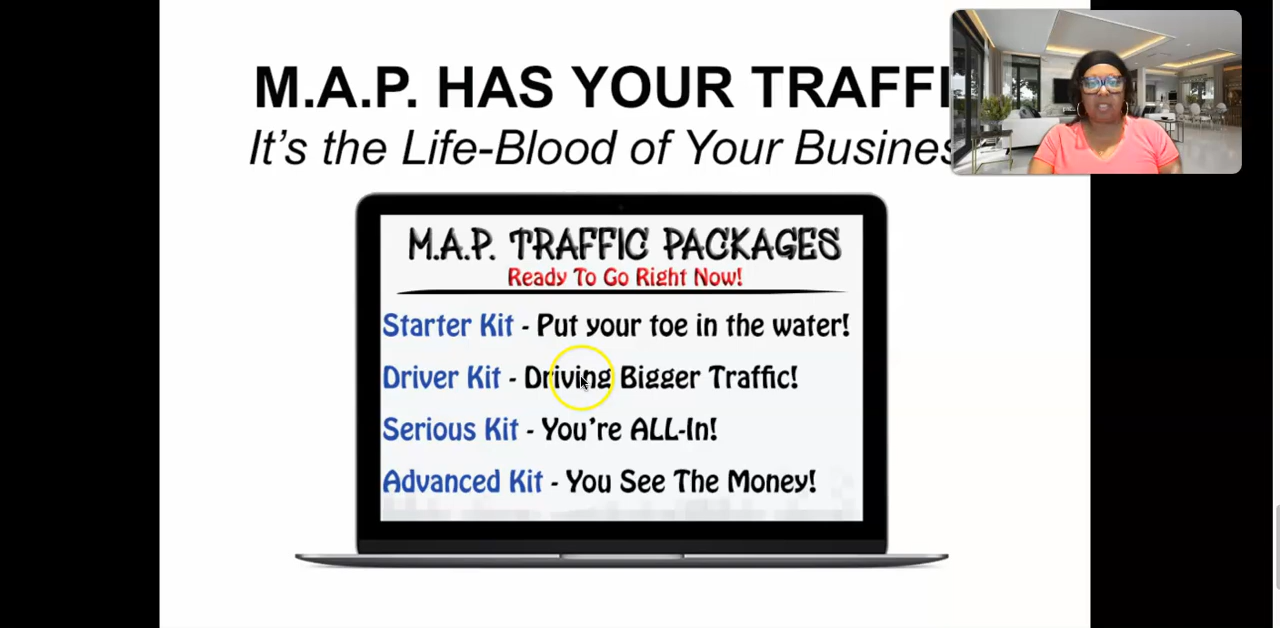 M.A.P. HAS YOUR TRAFFI
It's the Life-Blood of Your Busines
M.A.P. TRAFFIC PACKAGES
Ready To Go Right Now!
Starter Kit - Put your toe in the water!
Driver Kit - Driving Bigger Traffic!
Serious Kit - You're ALL-In!
Advanced Kit - You See The Money!